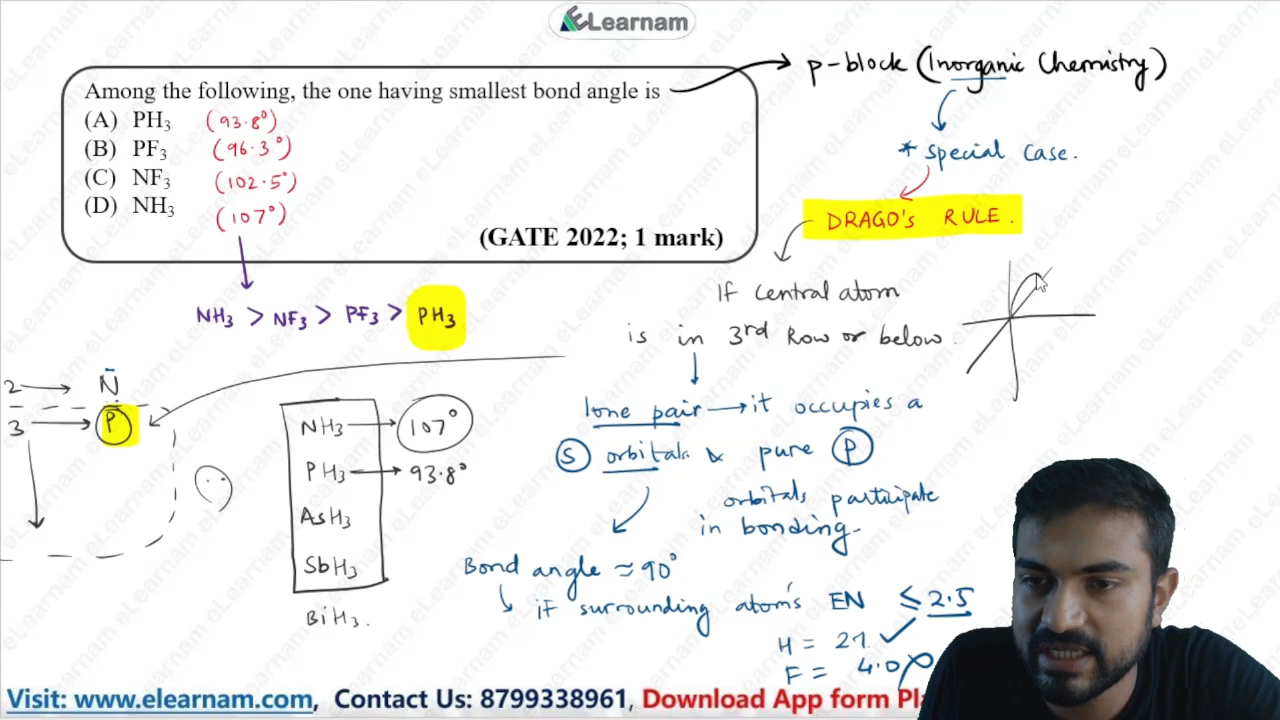 ELearnam
Among the following, the one having smallest bond angle is
(A) PH₃ (93.8°)
(B) PF₃ (96.3°)
(C) NF₃ (102.5°)
(D) NH₃ (107°)
(GATE 2022; 1 mark)
p-block (Inorganic Chemistry)
* special case.
DRAGO's RULE.
If central atom
is in 3rd Row or below.
NH₃ > NF₃ > PF₃ > PH₃
2 → N
3 → P
NH₃ → 107°
PH₃ → 93.8°
AsH₃
SbH₃
BiH₃.
lone pair → it occupies a
s orbitals & pure P
orbitals participate
in bonding.
Bond angle ≈ 90°
if surrounding atom's EN ≤ 2.5
H = 2.1 ✓
F = 4.0
Visit: www.elearnam.com, Contact Us: 8799338961, Download App form
eLearnam